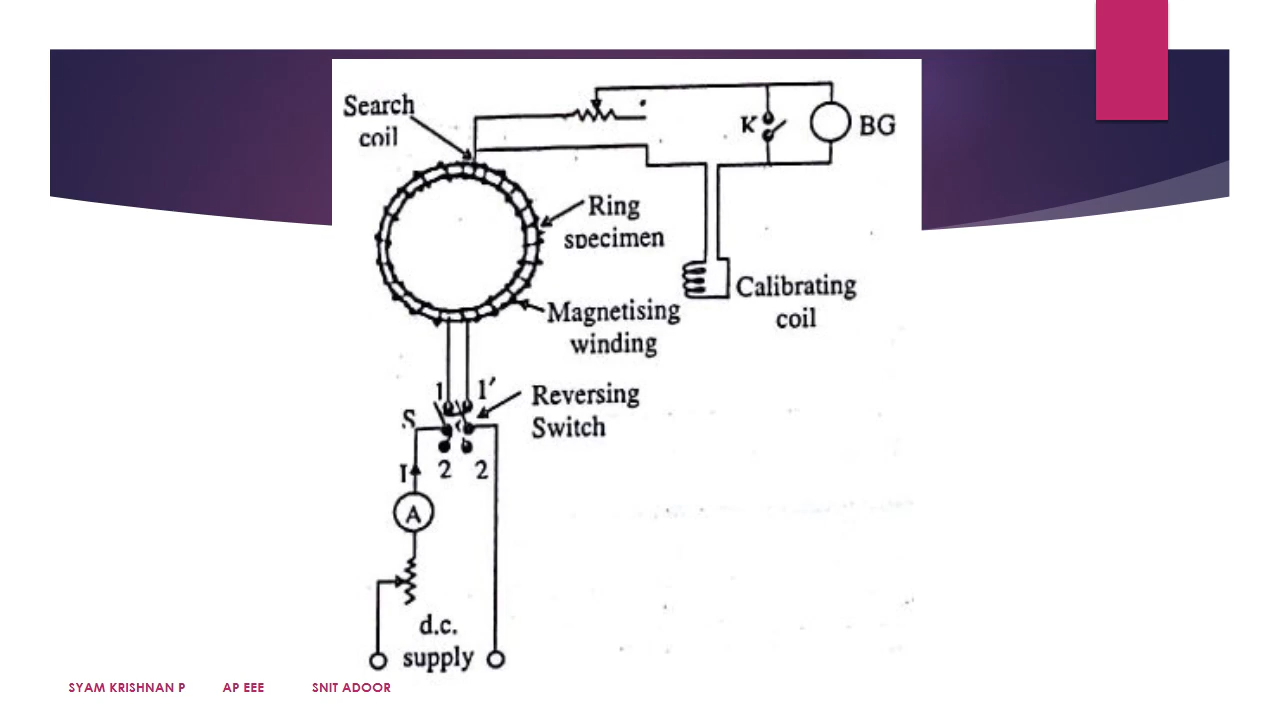 Search
coil
K
BG
Ring
specimen
Calibrating
coil
Magnetising
winding
1 1′
Reversing
Switch
S
I 2 2
A
d.c.
supply
SYAM KRISHNAN P AP EEE SNIT ADOOR